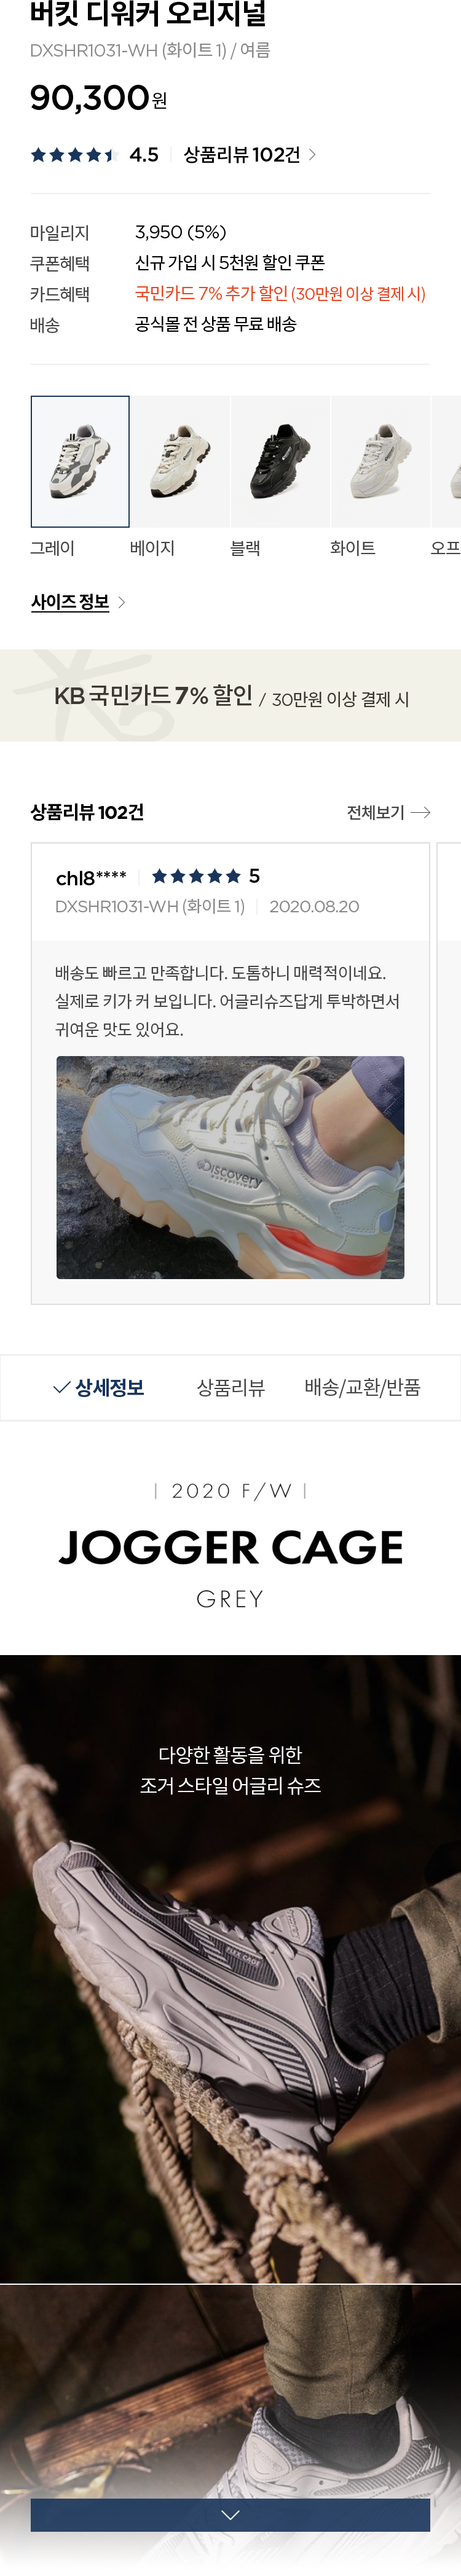 버킷 디워커 오리지널
DXSHR1031-WH (화이트 1) / 여름
90,300원
4.5 상품리뷰 102건
마일리지 3,950 (5%)
쿠폰혜택 신규 가입 시 5천원 할인 쿠폰
카드혜택 국민카드 7% 추가 할인 (30만원 이상 결제 시)
배송 공식몰 전 상품 무료 배송
그레이 베이지 블랙 화이트 오프
사이즈 정보
KB 국민카드 7% 할인 / 30만원 이상 결제 시
상품리뷰 102건 전체보기
chl8**** 5
DXSHR1031-WH (화이트 1) 2020.08.20
배송도 빠르고 만족합니다. 도톰하니 매력적이네요.
실제로 키가 커 보입니다. 어글리슈즈답게 투박하면서
귀여운 맛도 있어요.
Discovery
상세정보 상품리뷰 배송/교환/반품
2020 F/W
JOGGER CAGE
GREY
다양한 활동을 위한
조거 스타일 어글리 슈즈